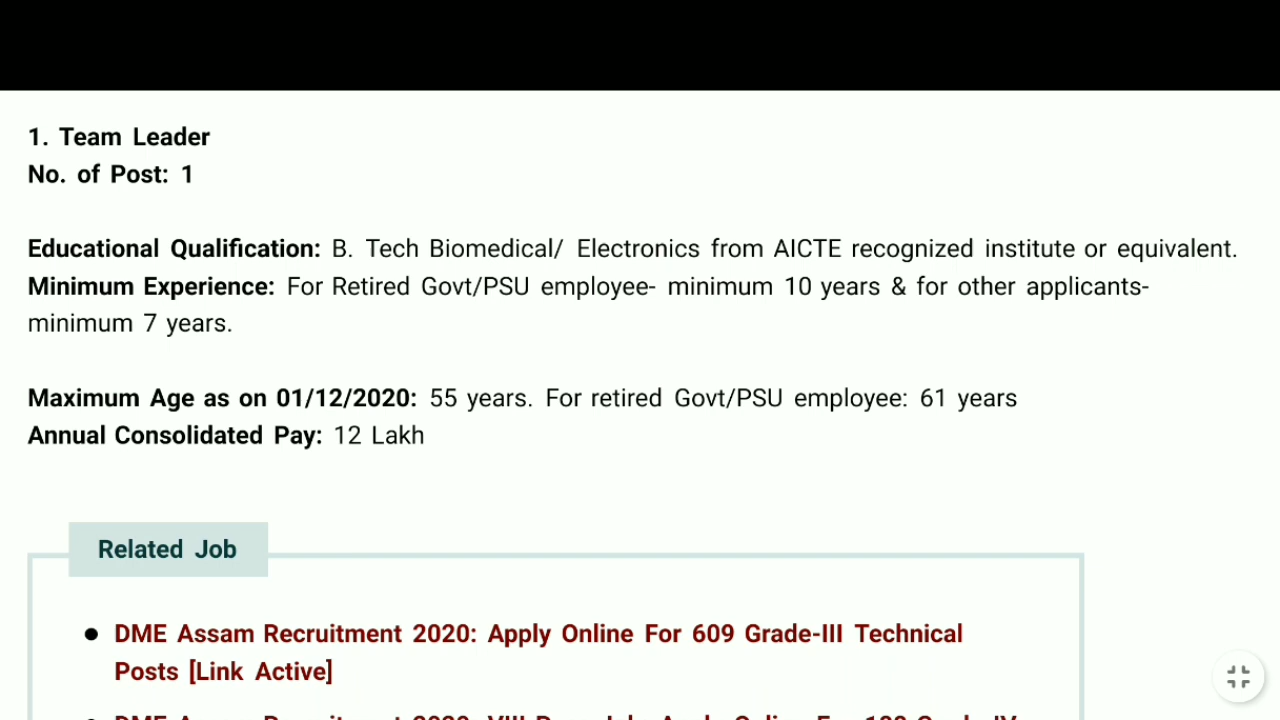 1. Team Leader
No. of Post: 1
Educational Qualification: B. Tech Biomedical/ Electronics from AICTE recognized institute or equivalent.
Minimum Experience: For Retired Govt/PSU employee- minimum 10 years & for other applicants-
minimum 7 years.
Maximum Age as on 01/12/2020: 55 years. For retired Govt/PSU employee: 61 years
Annual Consolidated Pay: 12 Lakh
Related Job
● DME Assam Recruitment 2020: Apply Online For 609 Grade-III Technical
Posts [Link Active]